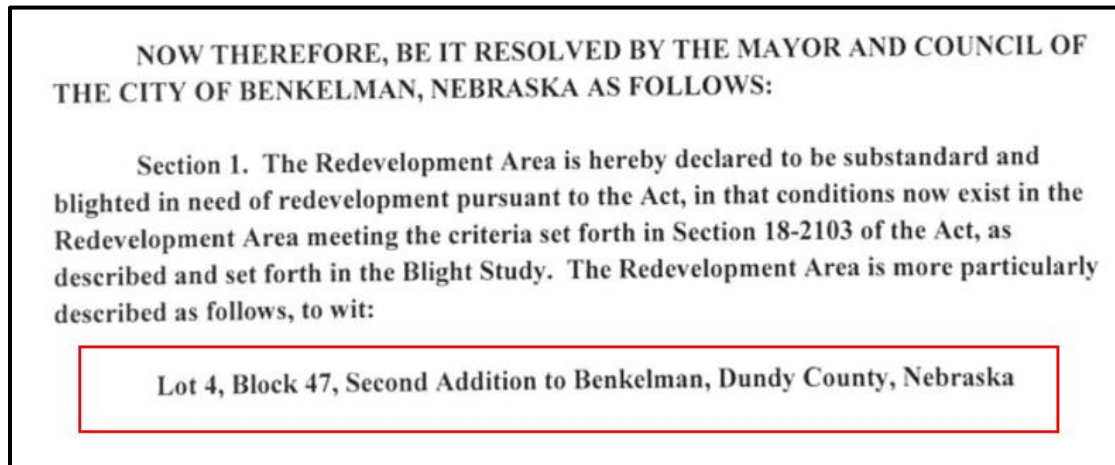 NOW THEREFORE, BE IT RESOLVED BY THE MAYOR AND COUNCIL OF
THE CITY OF BENKELMAN, NEBRASKA AS FOLLOWS:
Section 1. The Redevelopment Area is hereby declared to be substandard and
blighted in need of redevelopment pursuant to the Act, in that conditions now exist in the
Redevelopment Area meeting the criteria set forth in Section 18-2103 of the Act, as
described and set forth in the Blight Study. The Redevelopment Area is more particularly
described as follows, to wit:
Lot 4, Block 47, Second Addition to Benkelman, Dundy County, Nebraska